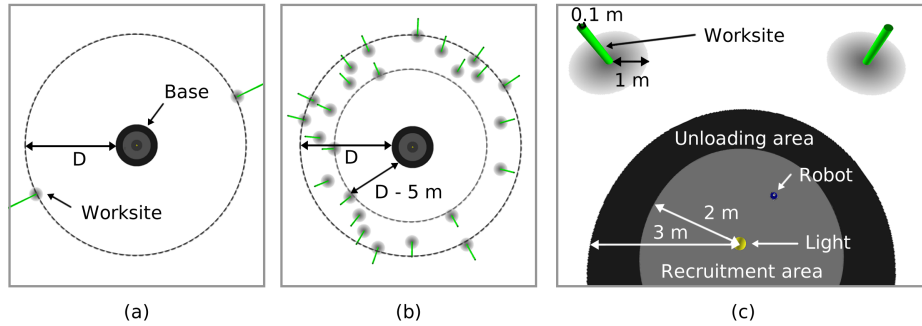 Base
D
Worksite
(a)
D
D - 5 m
(b)
0.1 m
Worksite
1 m
Unloading area
Robot
2 m
3 m
Light
Recruitment area
(c)